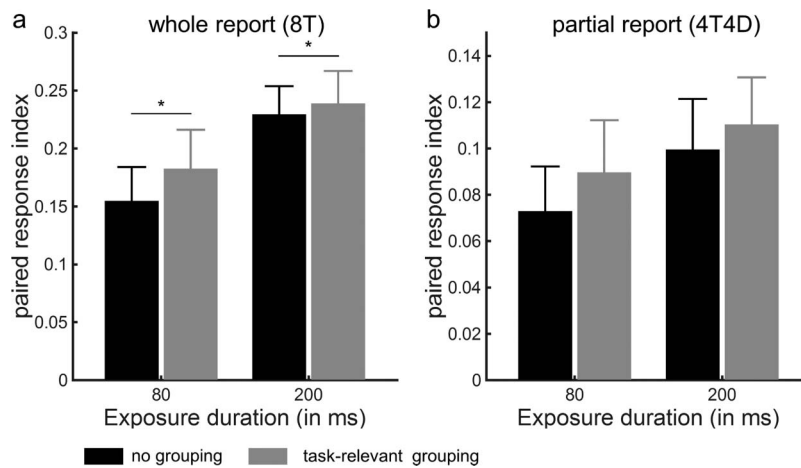 a
whole report (8T)
paired response index
0.3
0.25
0.2
0.15
0.1
0.05
0
*
*
80
200
Exposure duration (in ms)
b
partial report (4T4D)
paired response index
0.14
0.12
0.1
0.08
0.06
0.04
0.02
0
80
200
Exposure duration (in ms)
no grouping
task-relevant grouping